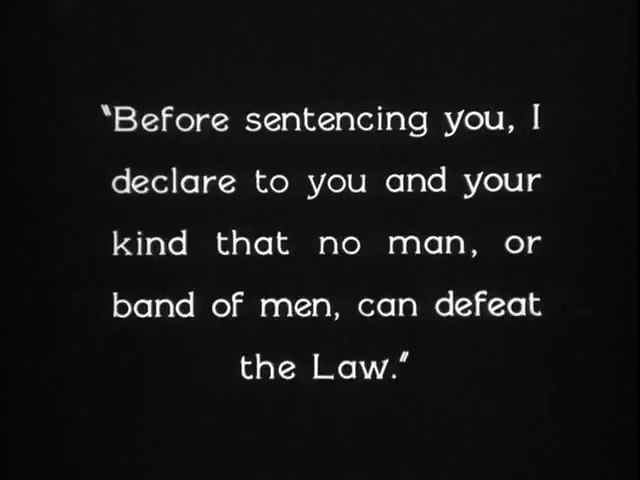 "Before sentencing you, I
declare to you and your
kind that no man, or
band of men, can defeat
the Law."